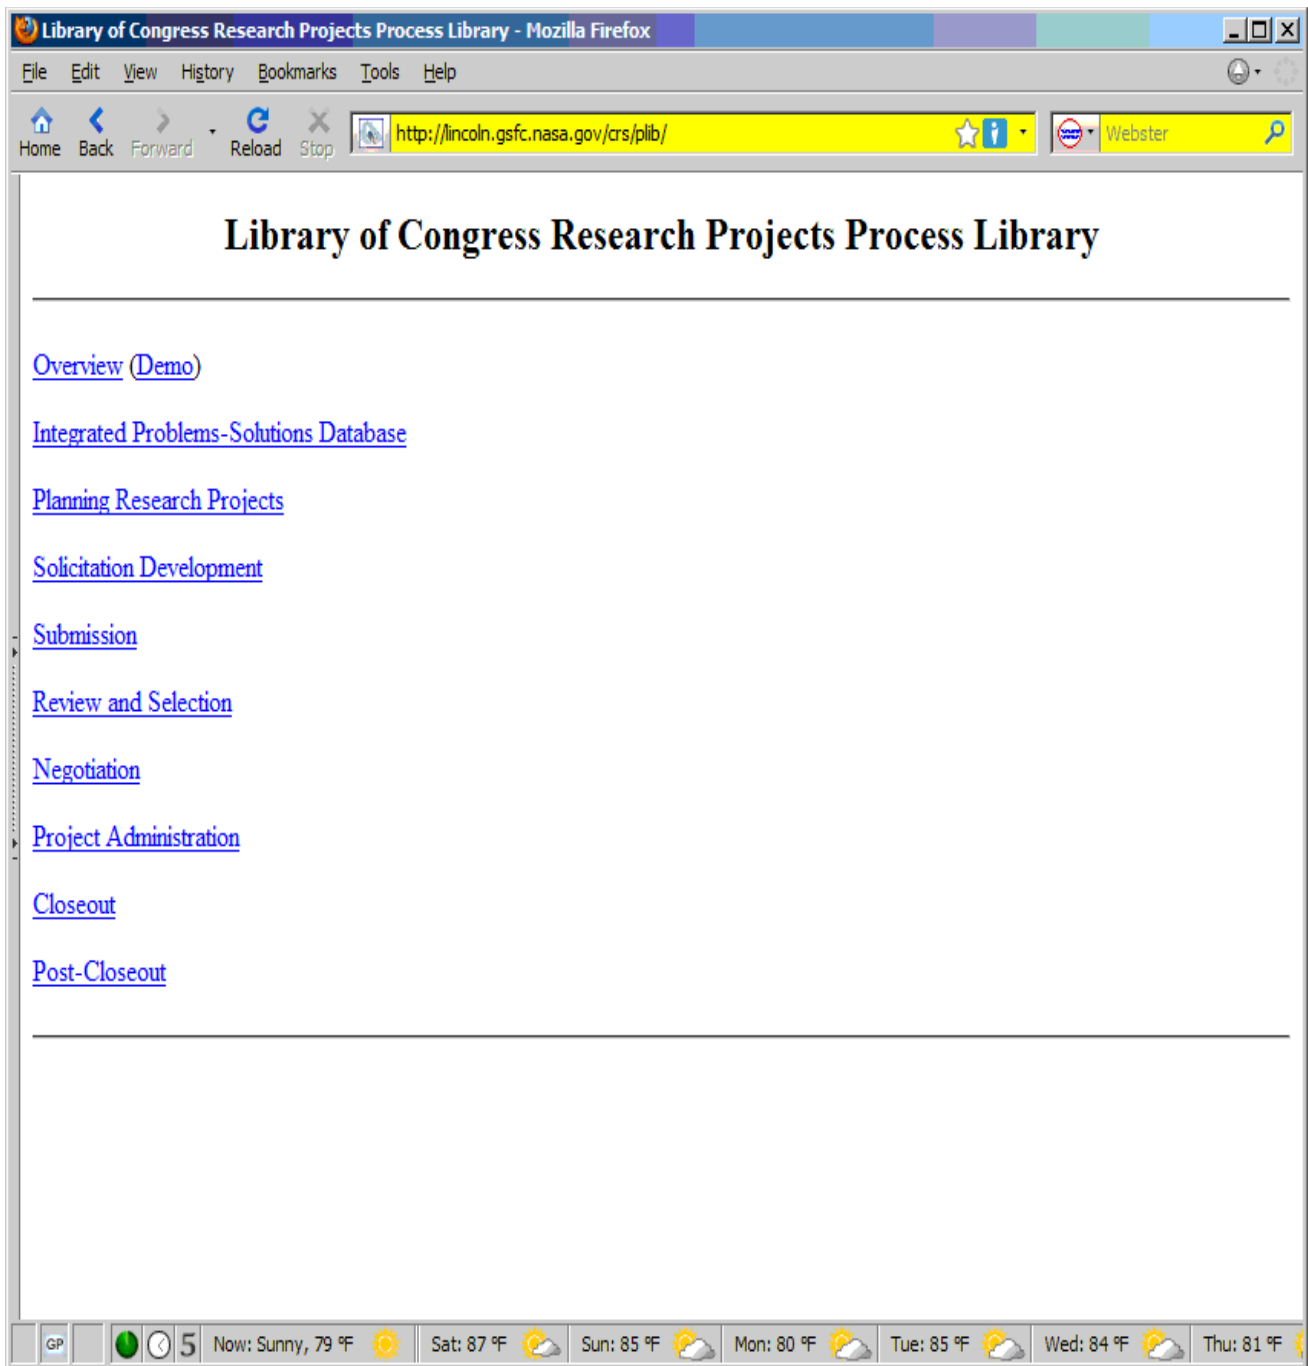 Library of Congress Research Projects Process Library - Mozilla Firefox
File Edit View History Bookmarks Tools Help
Home Back Forward Reload Stop http://lincoln.gsfc.nasa.gov/crs/plib/ Webster
Library of Congress Research Projects Process Library
Overview (Demo)
Integrated Problems-Solutions Database
Planning Research Projects
Solicitation Development
Submission
Review and Selection
Negotiation
Project Administration
Closeout
Post-Closeout
GP 5 Now: Sunny, 79 °F Sat: 87 °F Sun: 85 °F Mon: 80 °F Tue: 85 °F Wed: 84 °F Thu: 81 °F